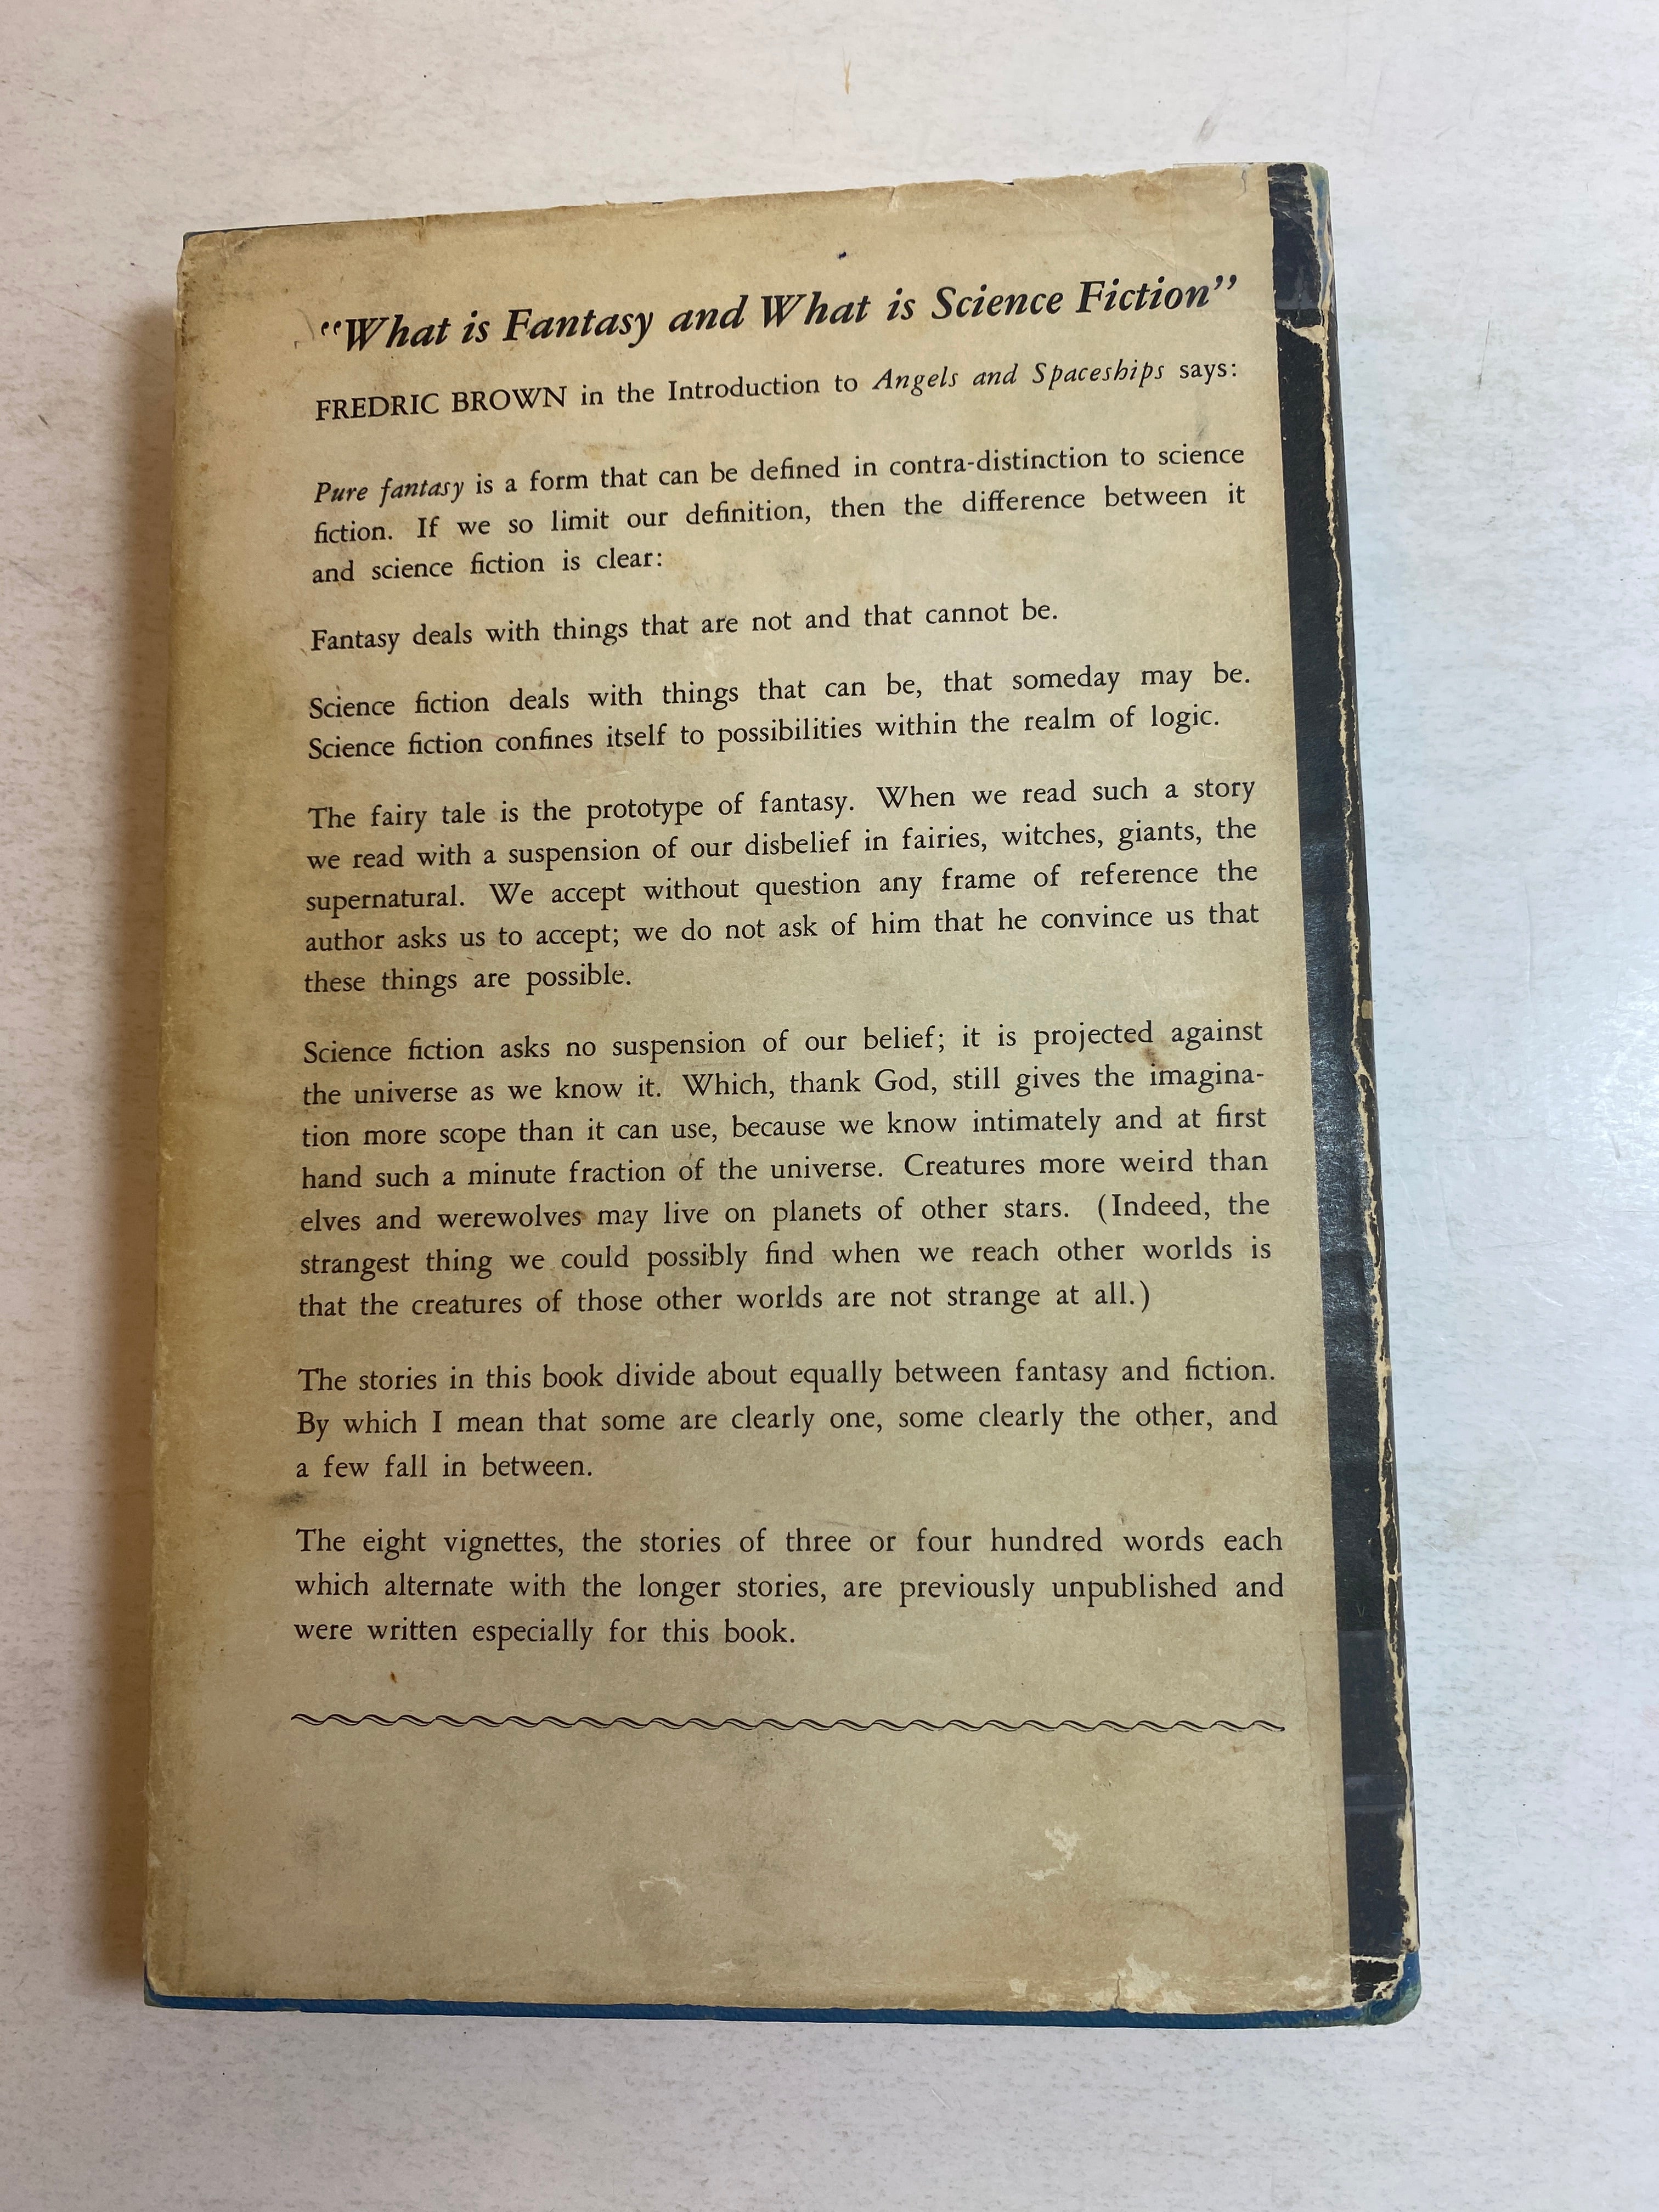 "What is Fantasy and What is Science Fiction"
FREDRIC BROWN in the Introduction to Angels and Spaceships says:
Pure fantasy is a form that can be defined in contra-distinction to science
fiction. If we so limit our definition, then the difference between it
and science fiction is clear:
Fantasy deals with things that are not and that cannot be.
Science fiction deals with things that can be, that someday may be.
Science fiction confines itself to possibilities within the realm of logic.
The fairy tale is the prototype of fantasy. When we read such a story
we read with a suspension of our disbelief in fairies, witches, giants, the
supernatural. We accept without question any frame of reference the
author asks us to accept; we do not ask of him that he convince us that
these things are possible.
Science fiction asks no suspension of our belief; it is projected against
the universe as we know it. Which, thank God, still gives the imagina-
tion more scope than it can use, because we know intimately and at first
hand such a minute fraction of the universe. Creatures more weird than
elves and werewolves may live on planets of other stars. (Indeed, the
strangest thing we could possibly find when we reach other worlds is
that the creatures of those other worlds are not strange at all.)
The stories in this book divide about equally between fantasy and fiction.
By which I mean that some are clearly one, some clearly the other, and
a few fall in between.
The eight vignettes, the stories of three or four hundred words each
which alternate with the longer stories, are previously unpublished and
were written especially for this book.